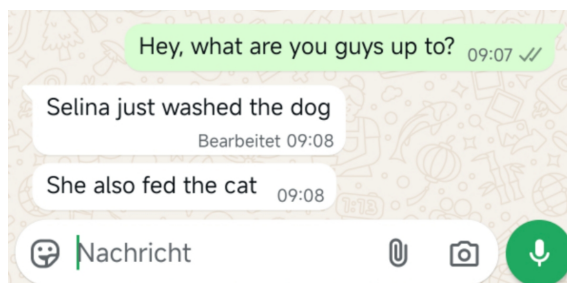 Hey, what are you guys up to? 09:07
Selina just washed the dog
Bearbeitet 09:08
She also fed the cat 09:08
Nachricht